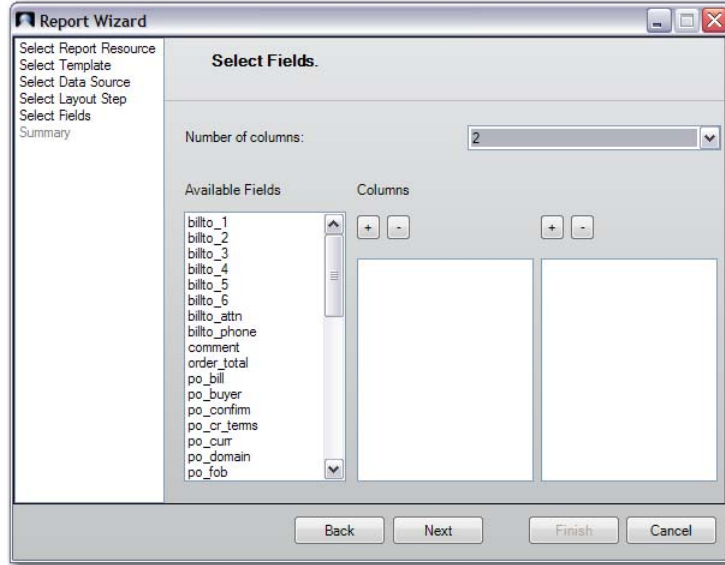 Report Wizard
Select Report Resource
Select Template
Select Data Source
Select Layout Step
Select Fields
Summary
Select Fields.
Number of columns:
2
Available Fields
Columns
+ -
+ -
billto_1
billto_2
billto_3
billto_4
billto_5
billto_6
billto_attn
billto_phone
comment
order_total
po_bill
po_buyer
po_confirm
po_cr_terms
po_curr
po_domain
po_fob
Back
Next
Finish
Cancel